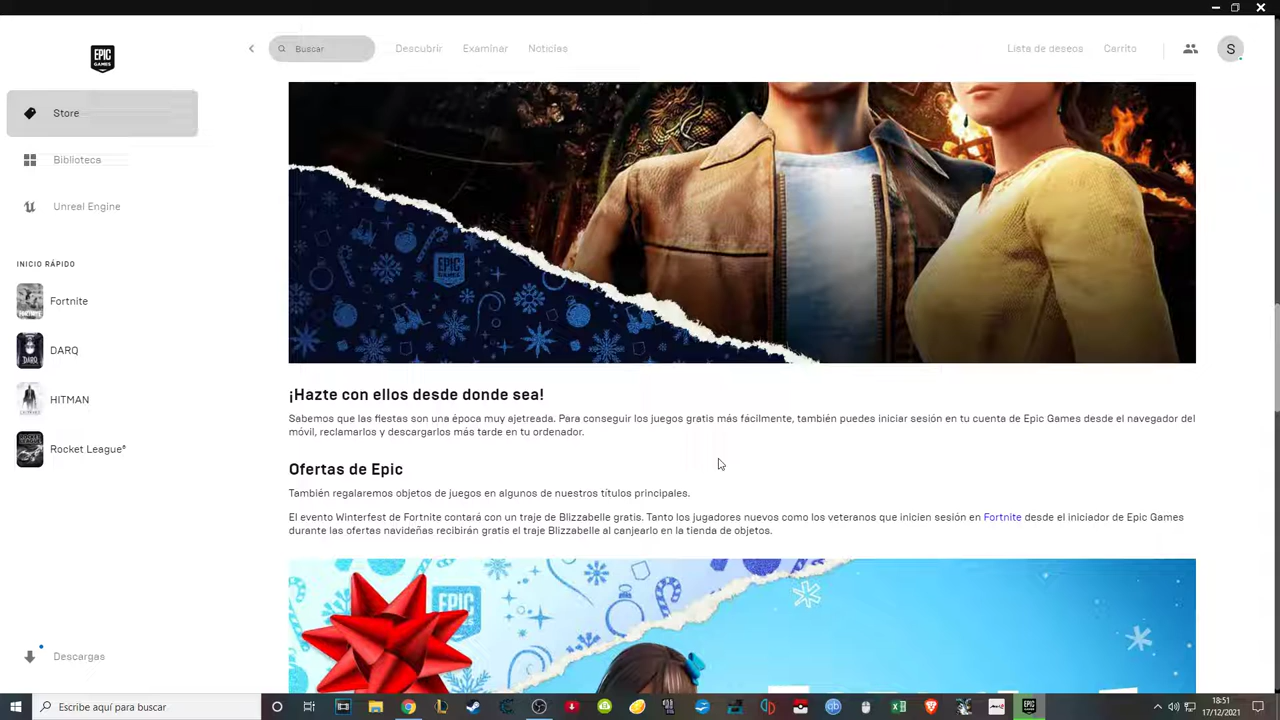 EPIC
GAMES
Buscar
Descubrir
Examinar
Noticias
Lista de deseos
Carrito
S
Store
Biblioteca
Unreal Engine
INICIO RÁPIDO
Fortnite
DARQ
HITMAN
Rocket League®
Descargas
EPIC
¡Hazte con ellos desde donde sea!
Sabemos que las fiestas son una época muy ajetreada. Para conseguir los juegos gratis más fácilmente, también puedes iniciar sesión en tu cuenta de Epic Games desde el navegador del
móvil, reclamarlos y descargarlos más tarde en tu ordenador.
Ofertas de Epic
También regalaremos objetos de juegos en algunos de nuestros títulos principales.
El evento Winterfest de Fortnite contará con un traje de Blizzabelle gratis. Tanto los jugadores nuevos como los veteranos que inicien sesión en Fortnite desde el iniciador de Epic Games
durante las ofertas navideñas recibirán gratis el traje Blizzabelle al canjearlo en la tienda de objetos.
EPIC
Escribe aquí para buscar
18:51
17/12/2021